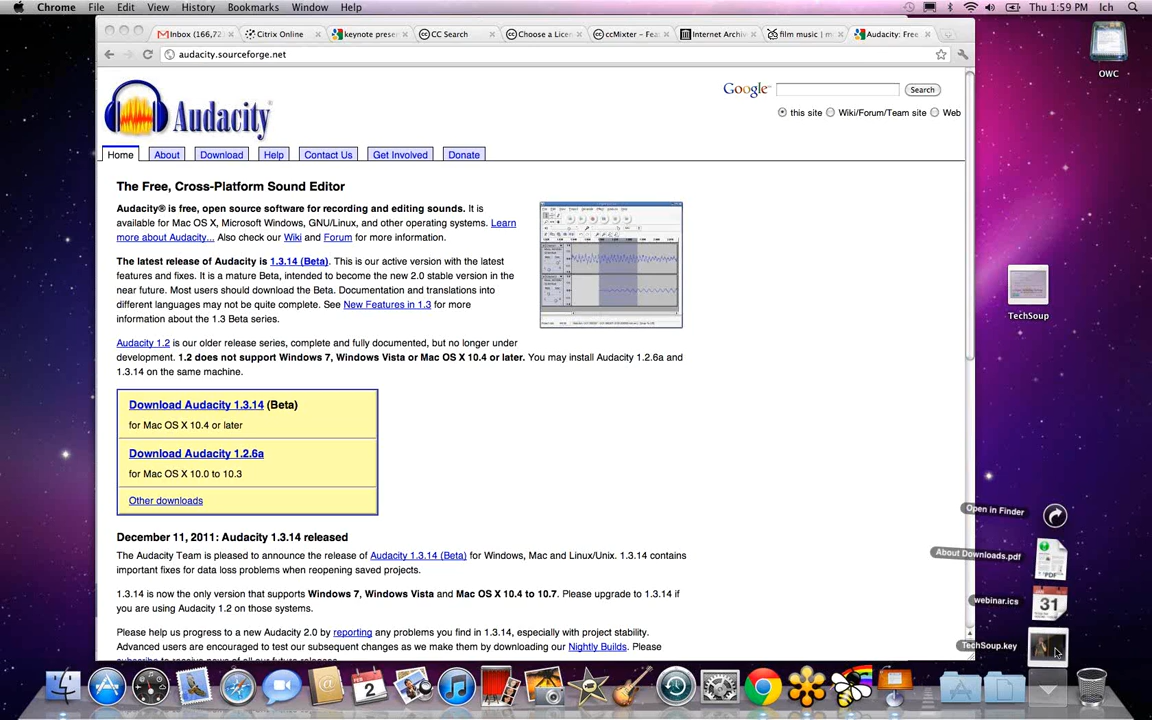 Chrome File Edit View History Bookmarks Window Help
Thu 1:59 PM Ich
Inbox (166,72 Citrix Online keynote prese CC Search Choose a Licen ccMixter - Fea Internet Archiv film music | m Audacity: Free
audacity.sourceforge.net
OWC
Google Search
this site Wiki/Forum/Team site Web
Audacity
Home About Download Help Contact Us Get Involved Donate
The Free, Cross-Platform Sound Editor
Audacity® is free, open source software for recording and editing sounds. It is
available for Mac OS X, Microsoft Windows, GNU/Linux, and other operating systems. Learn
more about Audacity... Also check our Wiki and Forum for more information.
The latest release of Audacity is 1.3.14 (Beta). This is our active version with the latest
features and fixes. It is a mature Beta, intended to become the new 2.0 stable version in the
near future. Most users should download the Beta. Documentation and translations into
different languages may not be quite complete. See New Features in 1.3 for more
information about the 1.3 Beta series.
TechSoup
Audacity 1.2 is our older release series, complete and fully documented, but no longer under
development. 1.2 does not support Windows 7, Windows Vista or Mac OS X 10.4 or later. You may install Audacity 1.2.6a and
1.3.14 on the same machine.
Download Audacity 1.3.14 (Beta)
for Mac OS X 10.4 or later
Download Audacity 1.2.6a
for Mac OS X 10.0 to 10.3
Other downloads
December 11, 2011: Audacity 1.3.14 released
The Audacity Team is pleased to announce the release of Audacity 1.3.14 (Beta) for Windows, Mac and Linux/Unix. 1.3.14 contains
important fixes for data loss problems when reopening saved projects.
1.3.14 is now the only version that supports Windows 7, Windows Vista and Mac OS X 10.4 to 10.7. Please upgrade to 1.3.14 if
you are using Audacity 1.2 on those systems.
Please help us progress to a new Audacity 2.0 by reporting any problems you find in 1.3.14, especially with project stability.
Advanced users are encouraged to test our subsequent changes as we make them by downloading our Nightly Builds. Please
Open in Finder
About Downloads.pdf
PDF
webinar.ics
JAN
31
TechSoup.key
FEB
2